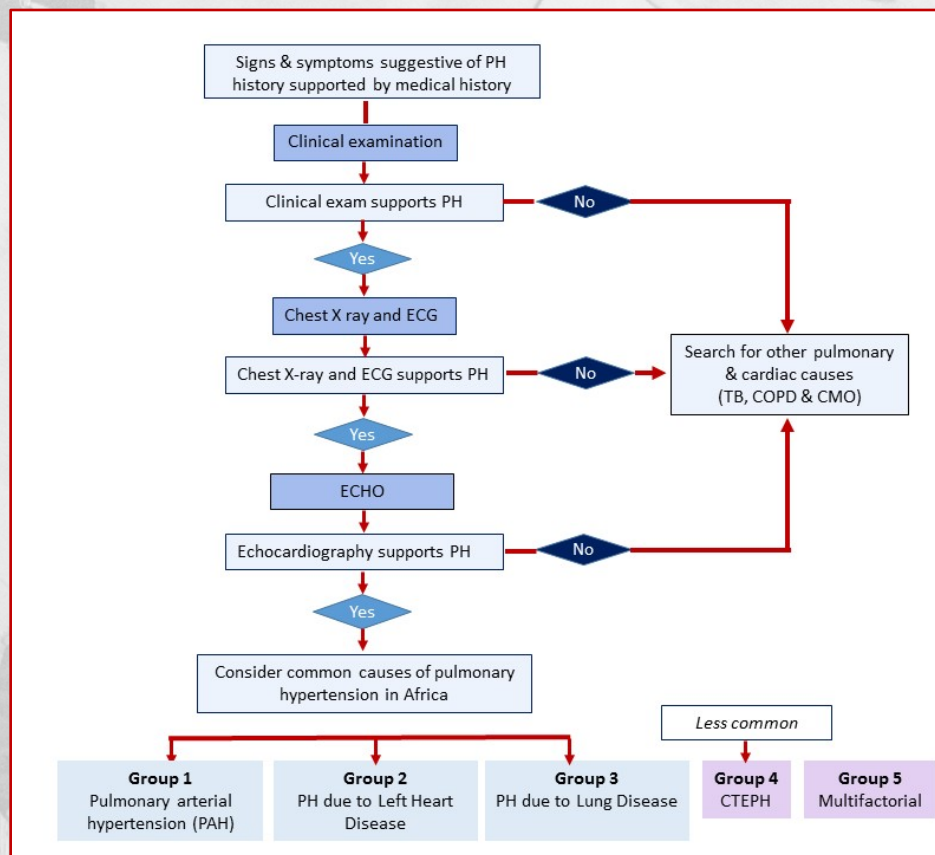 Signs & symptoms suggestive of PH
history supported by medical history
Clinical examination
Clinical exam supports PH
No
Yes
Chest X ray and ECG
Chest X-ray and ECG supports PH
No
Search for other pulmonary
& cardiac causes
(TB, COPD & CMO)
Yes
ECHO
Echocardiography supports PH
No
Yes
Consider common causes of pulmonary
hypertension in Africa
Less common
Group 1
Pulmonary arterial
hypertension (PAH)
Group 2
PH due to Left Heart
Disease
Group 3
PH due to Lung Disease
Group 4
CTEPH
Group 5
Multifactorial